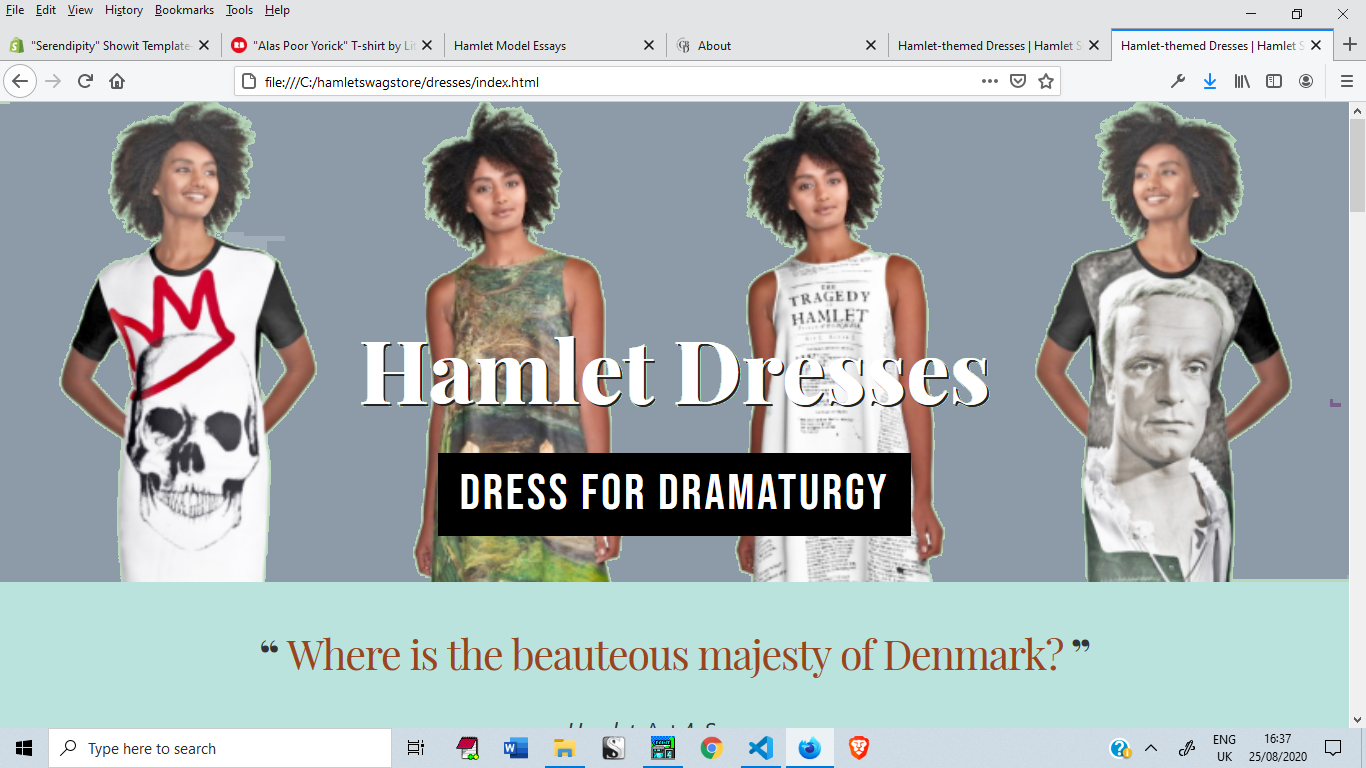 File Edit View History Bookmarks Tools Help
"Serendipity" Showit Template
"Alas Poor Yorick" T-shirt by Lit
Hamlet Model Essays
GB
About
Hamlet-themed Dresses | Hamlet S
Hamlet-themed Dresses | Hamlet S
file:///C:/hamletswagstore/dresses/index.html
THE
TRAGEDY
OF
HAMLET
Hamlet Dresses
DRESS FOR DRAMATURGY
❝ Where is the beauteous majesty of Denmark? ❞
Type here to search
ENG
UK
16:37
25/08/2020